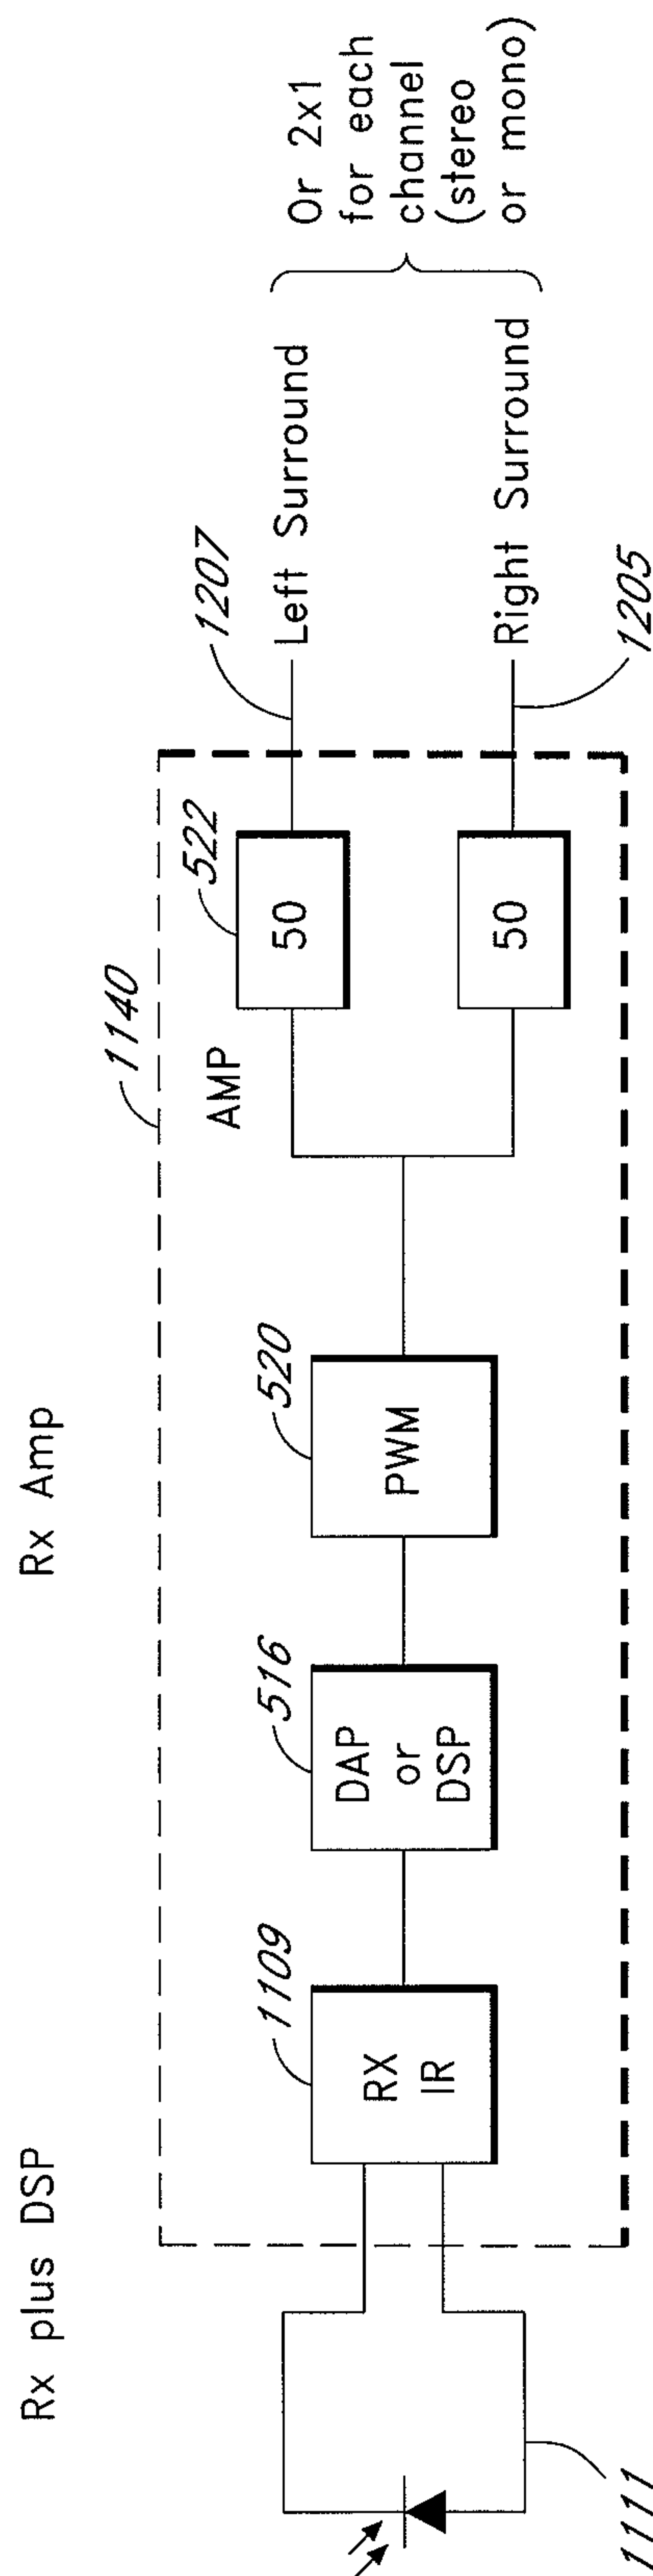 Rx plus DSP
Rx Amp
1140
1111
1109
RX
IR
516
DAP
or
DSP
520
PWM
AMP
522
50
50
1207
Left Surround
Right Surround
1205
Or 2x1
for each
channel
(stereo
or mono)